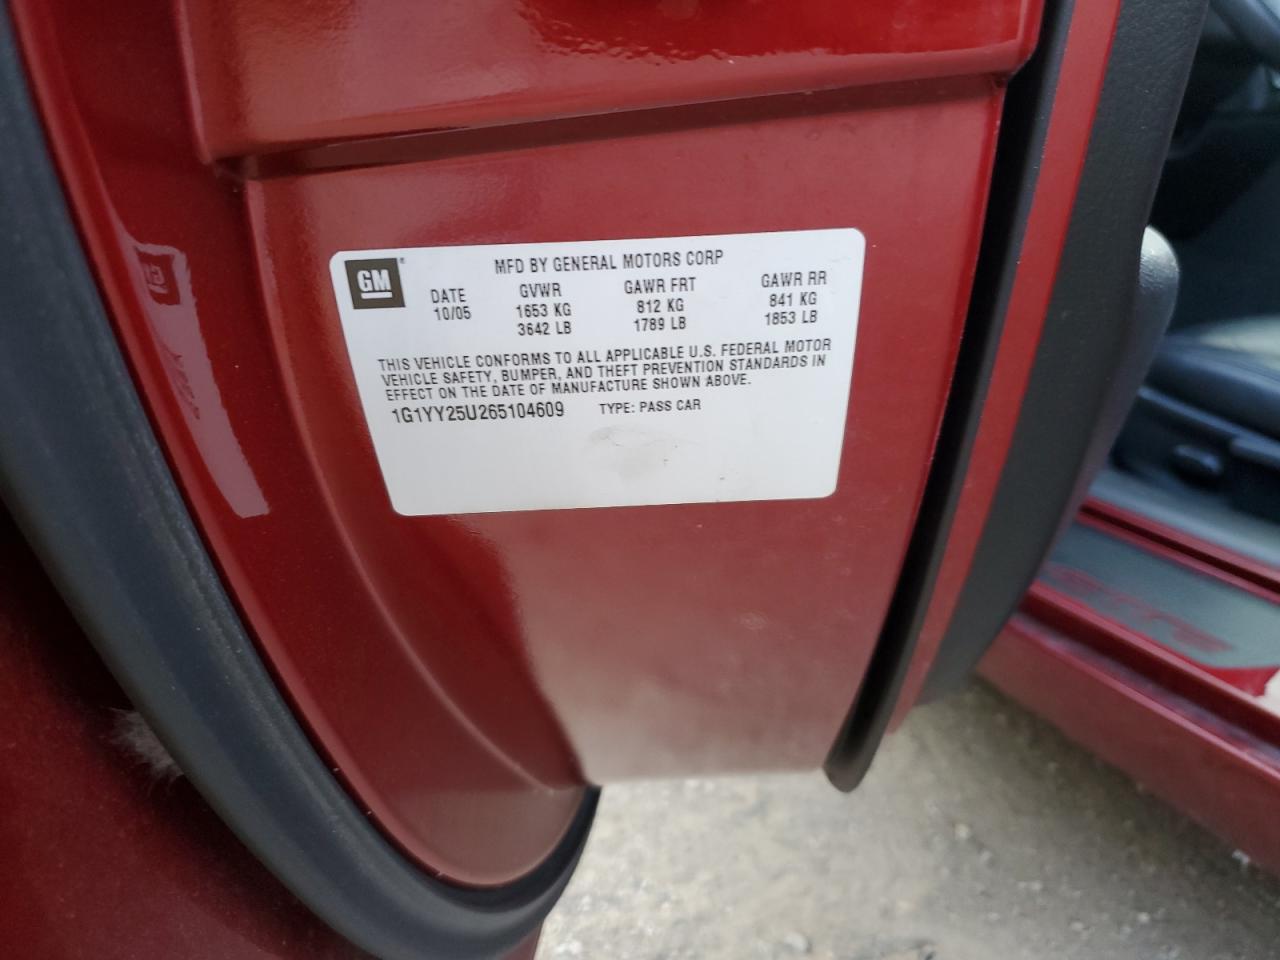 GM
MFD BY GENERAL MOTORS CORP
DATE GVWR GAWR FRT GAWR RR
10/05 1653 KG 812 KG 841 KG
3642 LB 1789 LB 1853 LB
THIS VEHICLE CONFORMS TO ALL APPLICABLE U.S. FEDERAL MOTOR
VEHICLE SAFETY, BUMPER, AND THEFT PREVENTION STANDARDS IN
EFFECT ON THE DATE OF MANUFACTURE SHOWN ABOVE.
1G1YY25U265104609 TYPE: PASS CAR